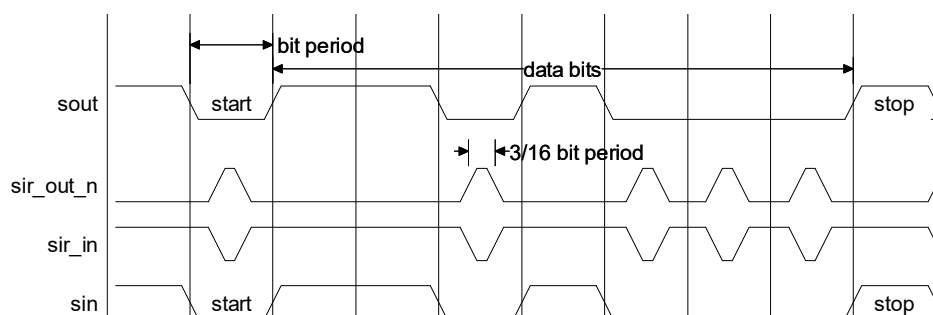 bit period
data bits
sout
start
stop
3/16 bit period
sir_out_n
sir_in
sin
start
stop